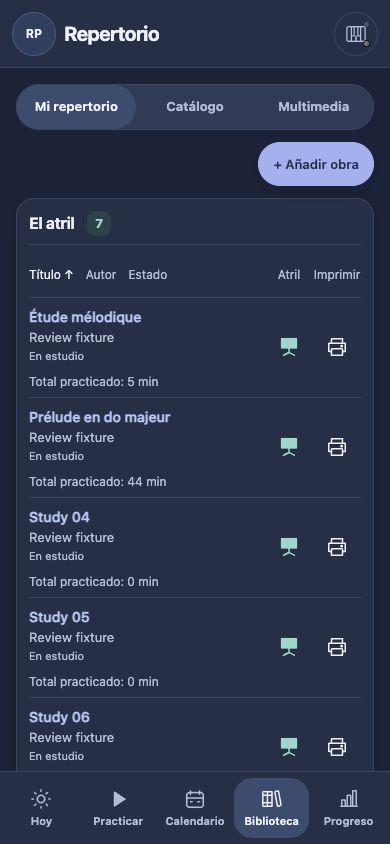 RP Repertorio
Mi repertorio Catálogo Multimedia
+ Añadir obra
El atril 7
Título ↑ Autor Estado Atril Imprimir
Étude mélodique
Review fixture
En estudio
Total practicado: 5 min
Prélude en do majeur
Review fixture
En estudio
Total practicado: 44 min
Study 04
Review fixture
En estudio
Total practicado: 0 min
Study 05
Review fixture
En estudio
Total practicado: 0 min
Study 06
Review fixture
En estudio
Hoy Practicar Calendario Biblioteca Progreso